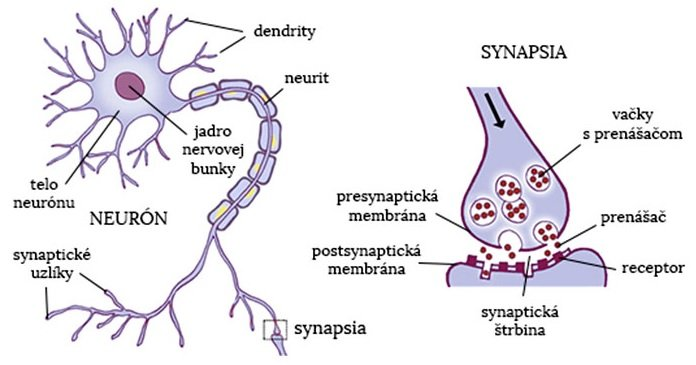 dendrity
neurit
jadro
nervovej
bunky
telo
neurónu
NEURÓN
synaptické
uzlíky
synapsia
SYNAPSIA
vačky
s prenášačom
presynaptická
membrána
prenášač
postsynaptická
membrána
receptor
synaptická
štrbina